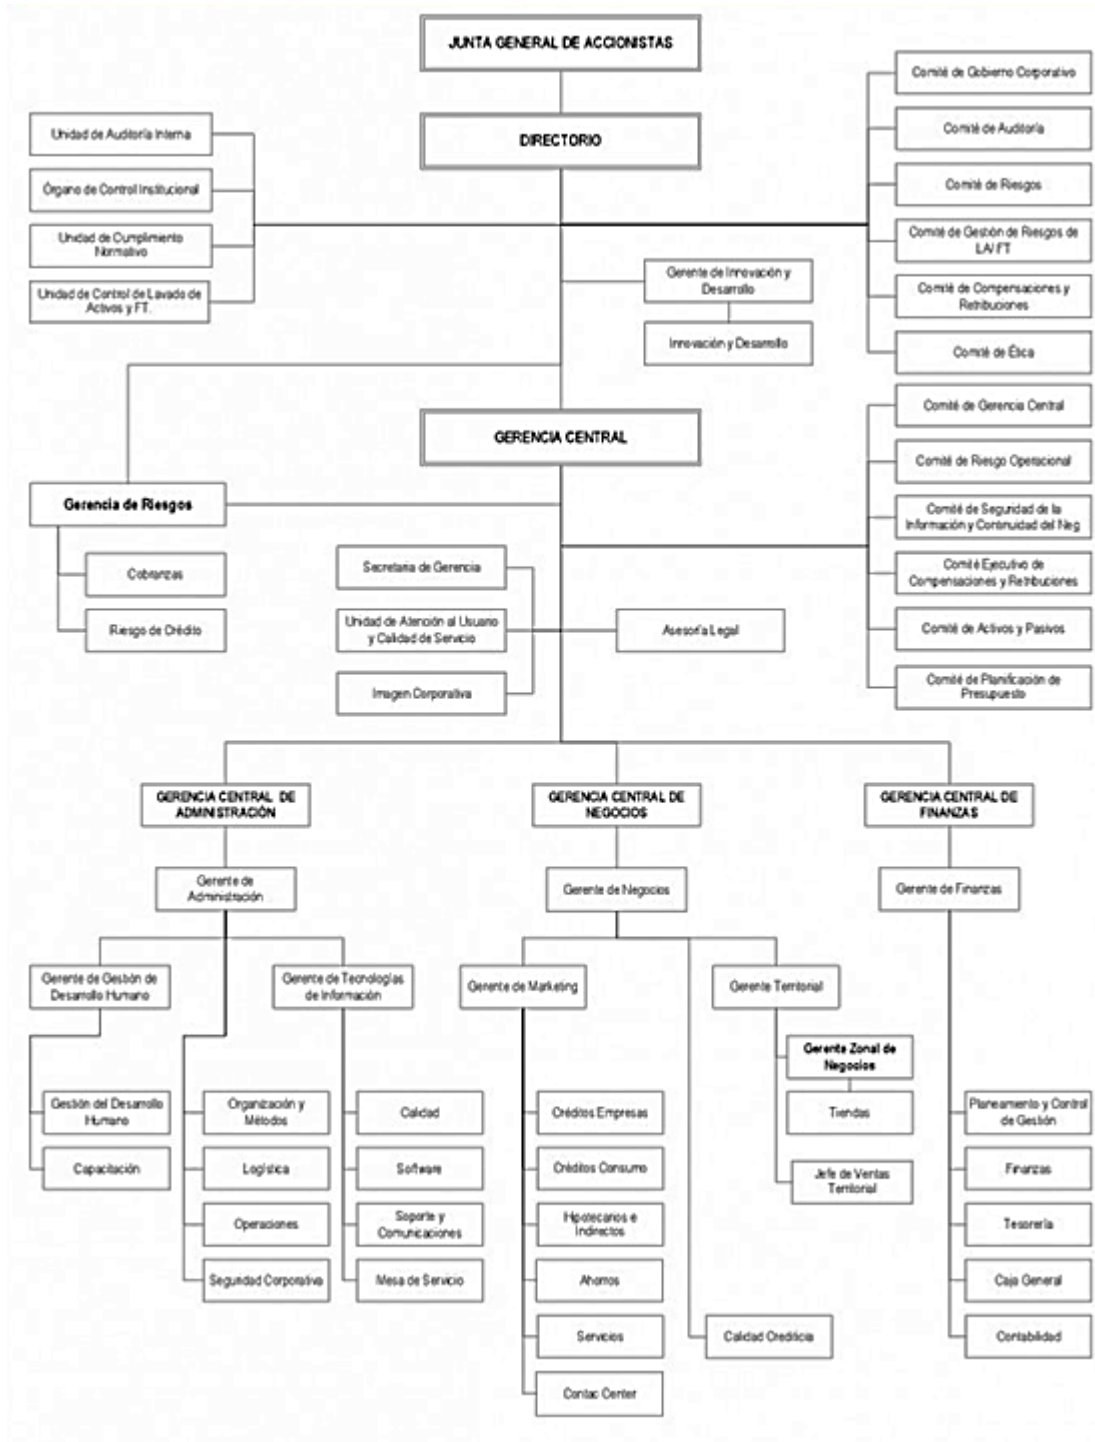 JUNTA GENERAL DE ACCIONISTAS
DIRECTORIO
Unidad de Auditoría Interna
Órgano de Control Institucional
Unidad de Cumplimiento
Normativo
Unidad de Control de Lavado de
Activos y FT.
Comité de Gobierno Corporativo
Comité de Auditoría
Comité de Riesgos
Comité de Gestión de Riesgos de
LA/FT
Comité de Compensaciones y
Retribuciones
Comité de Ética
Gerente de Innovación y
Desarrollo
Innovación y Desarrollo
GERENCIA CENTRAL
Comité de Gerencia Central
Comité de Riesgo Operacional
Comité de Seguridad de la
Información y Continuidad del Neg
Comité Ejecutivo de
Compensaciones y Retribuciones
Comité de Activos y Pasivos
Comité de Planificación de
Presupuesto
Gerencia de Riesgos
Cobranzas
Riesgo de Crédito
Secretaria de Gerencia
Unidad de Atención al Usuario
y Calidad de Servicio
Imagen Corporativa
Asesoría Legal
GERENCIA CENTRAL DE
ADMINISTRACIÓN
Gerente de
Administración
Gerente de Gestión de
Desarrollo Humano
Gestión del Desarrollo
Humano
Capacitación
Organización y
Métodos
Logística
Operaciones
Seguridad Corporativa
Gerente de Tecnologías
de Información
Calidad
Software
Soporte y
Comunicaciones
Mesa de Servicio
GERENCIA CENTRAL DE
NEGOCIOS
Gerente de Negocios
Gerente de Marketing
Créditos Empresas
Créditos Consumo
Hipotecarios e
Indirectos
Ahorros
Servicios
Contac Center
Calidad Crediticia
Gerente Territorial
Gerente Zonal de
Negocios
Tiendas
Jefe de Ventas
Territorial
GERENCIA CENTRAL DE
FINANZAS
Gerente de Finanzas
Planeamiento y Control
de Gestión
Finanzas
Tesorería
Caja General
Contabilidad